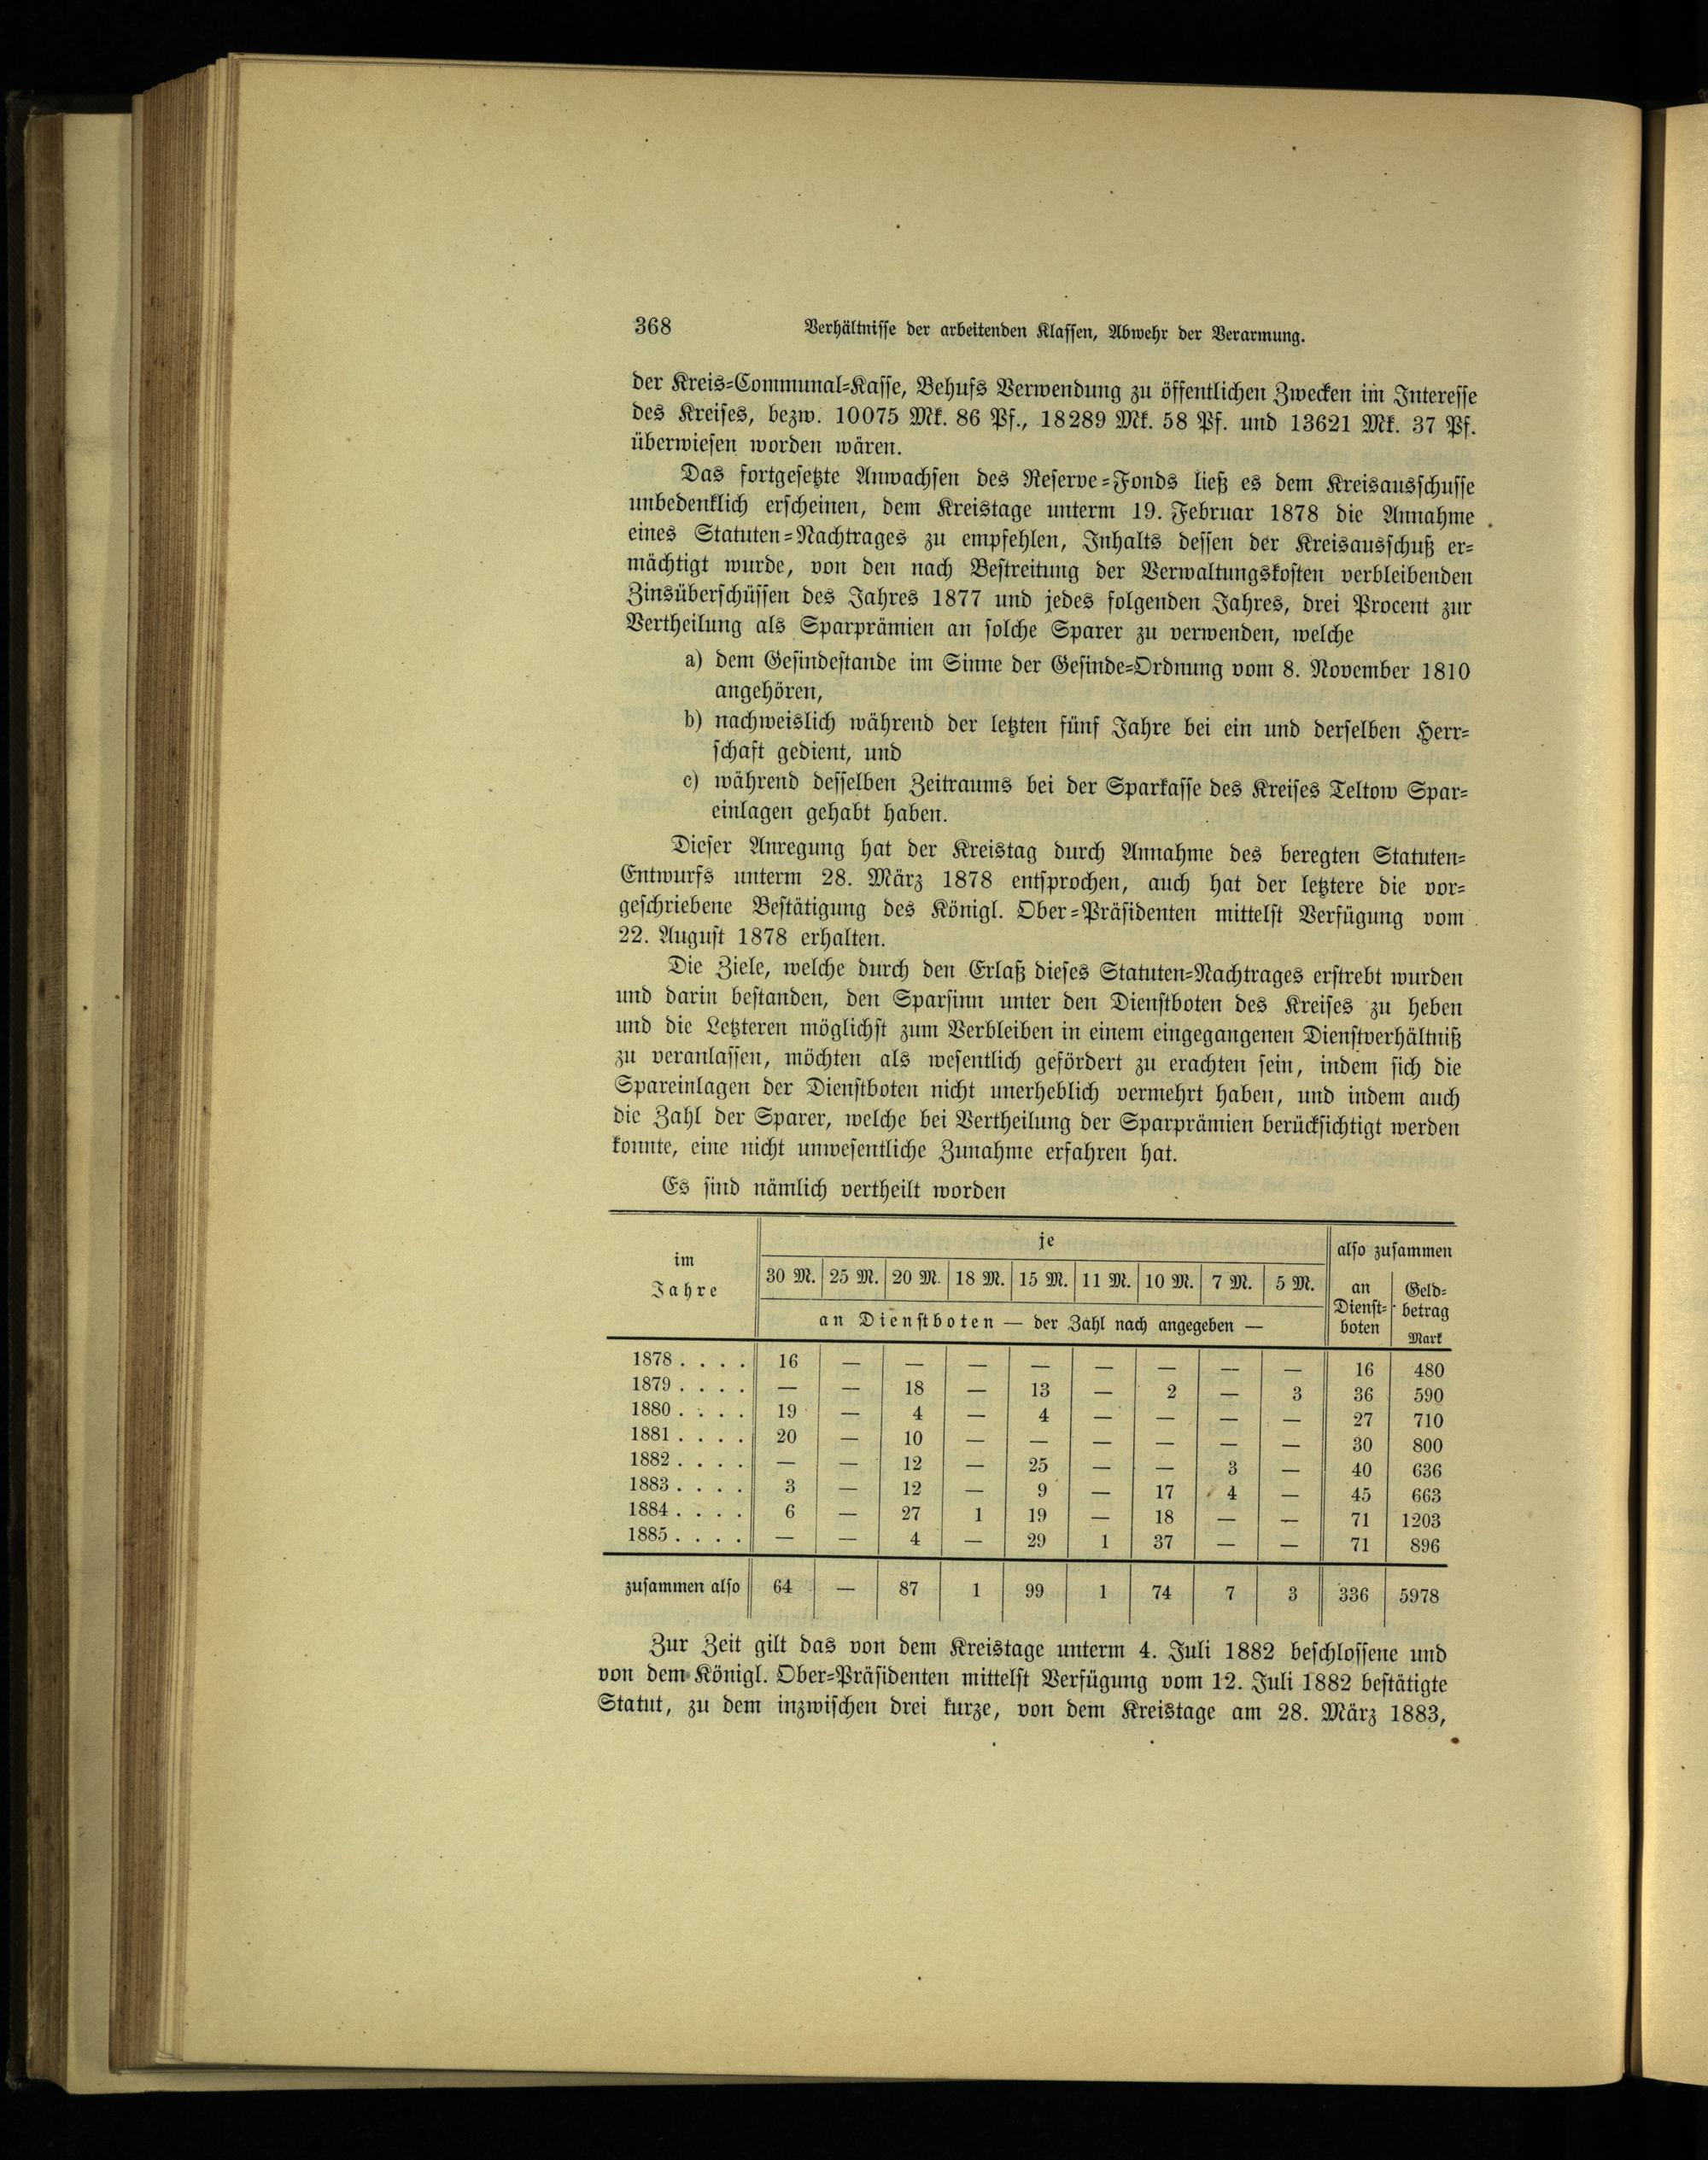 368 Verhältnisse der arbeitenden Klassen, Abwehr der Verarmung.
der Kreis=Communal=Kasse, Behufs Verwendung zu öffentlichen Zwecken im Interesse
des Kreises, bezw. 10075 Mk. 86 Pf., 18289 Mk. 58 Pf. und 13621 Mk. 37 Pf.
überwiesen worden wären.
Das fortgesetzte Anwachsen des Reserve=Fonds ließ es dem Kreisausschusse
unbedenklich erscheinen, dem Kreistage unterm 19. Februar 1878 die Annahme
eines Statuten=Nachtrages zu empfehlen, Inhalts dessen der Kreisausschuß er=
mächtigt wurde, von den nach Bestreitung der Verwaltungskosten verbleibenden
Zinsüberschüssen des Jahres 1877 und jedes folgenden Jahres, drei Procent zur
Vertheilung als Sparprämien an solche Sparer zu verwenden, welche
a) dem Gesindestande im Sinne der Gesinde=Ordnung vom 8. November 1810
angehören,
b) nachweislich während der letzten fünf Jahre bei ein und derselben Herr=
schaft gedient, und
c) während desselben Zeitraums bei der Sparkasse des Kreises Teltow Spar=
einlagen gehabt haben.
Dieser Anregung hat der Kreistag durch Annahme des beregten Statuten=
Entwurfs unterm 28. März 1878 entsprochen, auch hat der letztere die vor=
geschriebene Bestätigung des Königl. Ober=Präsidenten mittelst Verfügung vom
22. August 1878 erhalten.
Die Ziele, welche durch den Erlaß dieses Statuten=Nachtrages erstrebt wurden
und darin bestanden, den Sparsinn unter den Dienstboten des Kreises zu heben
und die Letzteren möglichst zum Verbleiben in einem eingegangenen Dienstverhältniß
zu veranlassen, möchten als wesentlich gefördert zu erachten sein, indem sich die
Spareinlagen der Dienstboten nicht unerheblich vermehrt haben, und indem auch
die Zahl der Sparer, welche bei Vertheilung der Sparprämien berücksichtigt werden
konnte, eine nicht unwesentliche Zunahme erfahren hat.
Es sind nämlich vertheilt worden
im Jahre je also zusammen
30 M. 25 M. 20 M. 18 M. 15 M. 11 M. 10 M. 7 M. 5 M. an Dienst=boten Geld=betrag Mark
an Dienstboten — der Zahl nach angegeben —
1878 . . . . 16 — — — — — — — — 16 480
1879 . . . . — — 18 — 13 — 2 — 3 36 590
1880 . . . . 19 — 4 — 4 — — — — 27 710
1881 . . . . 20 — 10 — — — — — — 30 800
1882 . . . . — — 12 — 25 — — 3 — 40 636
1883 . . . . 3 — 12 — 9 — 17 4 — 45 663
1884 . . . . 6 — 27 1 19 — 18 — — 71 1203
1885 . . . . — — 4 — 29 1 37 — — 71 896
zusammen also 64 — 87 1 99 1 74 7 3 336 5978
Zur Zeit gilt das von dem Kreistage unterm 4. Juli 1882 beschlossene und
von dem Königl. Ober=Präsidenten mittelst Verfügung vom 12. Juli 1882 bestätigte
Statut, zu dem inzwischen drei kurze, von dem Kreistage am 28. März 1883,